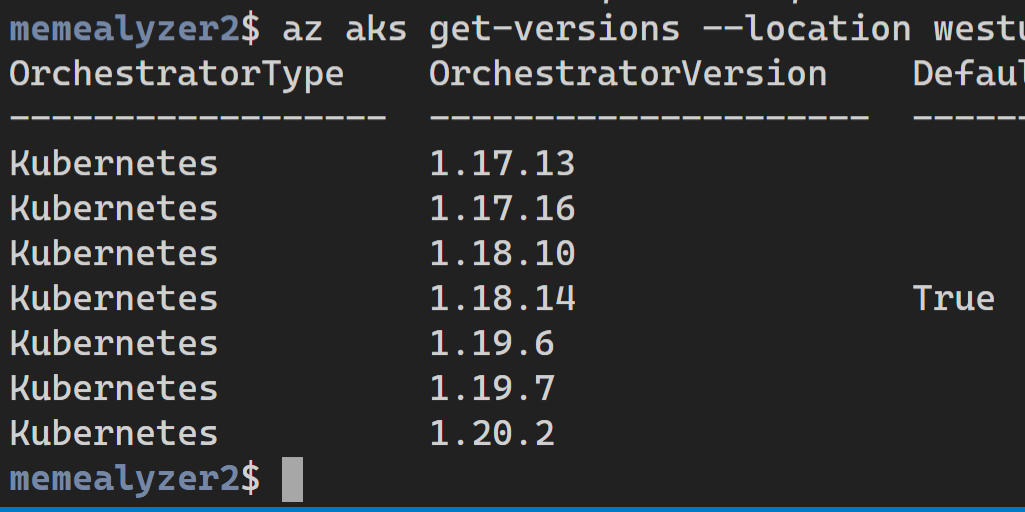 memealyzer2$ az aks get-versions --location westu
OrchestratorType    OrchestratorVersion    Defaul
------------------  ---------------------  ------
Kubernetes          1.17.13
Kubernetes          1.17.16
Kubernetes          1.18.10
Kubernetes          1.18.14                True
Kubernetes          1.19.6
Kubernetes          1.19.7
Kubernetes          1.20.2
memealyzer2$